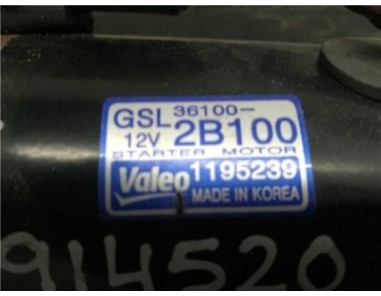 GSL 36100-
12V 2B100
STARTER MOTOR
Valeo 1195239
MADE IN KOREA
914520